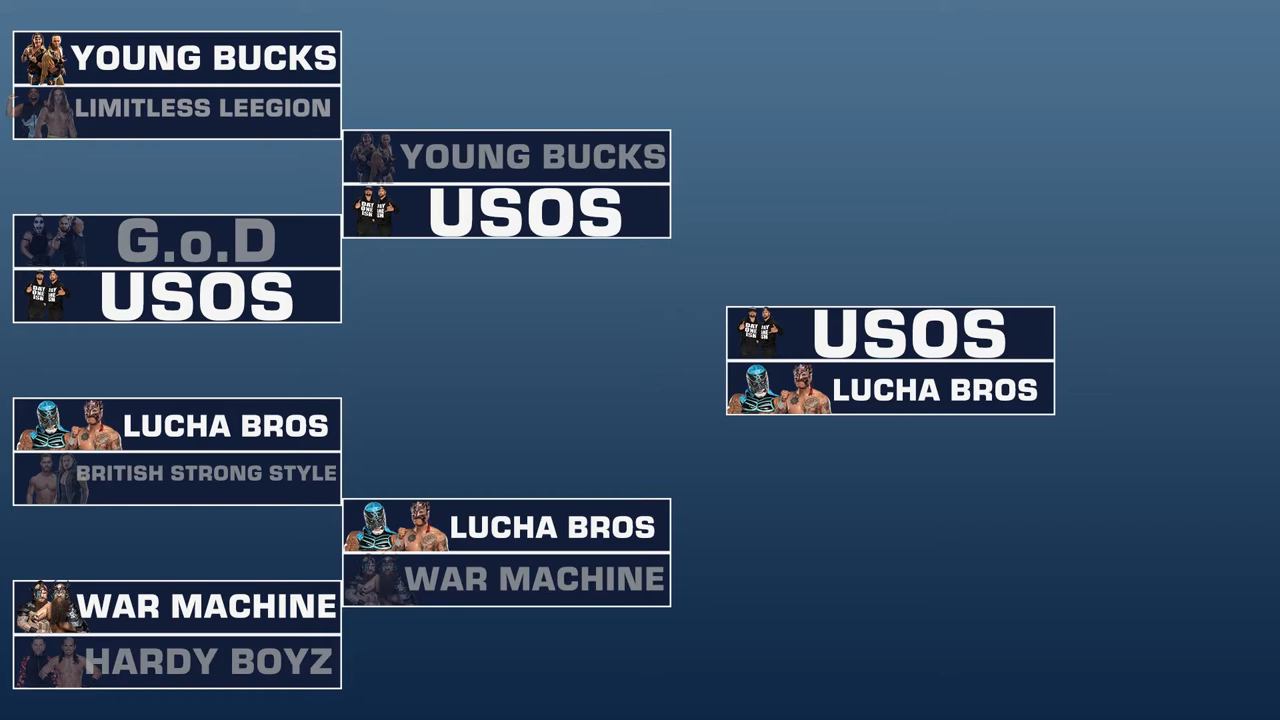 YOUNG BUCKS
LIMITLESS LEEGION
G.o.D
USOS
LUCHA BROS
BRITISH STRONG STYLE
WAR MACHINE
HARDY BOYZ
YOUNG BUCKS
USOS
LUCHA BROS
WAR MACHINE
USOS
LUCHA BROS